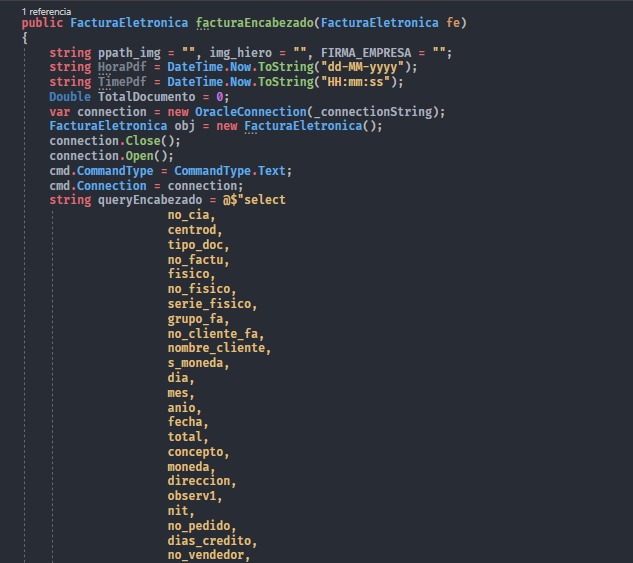 1 referencia
public FacturaEletronica facturaEncabezado(FacturaEletronica fe)
{
string ppath_img = "", img_hiero = "", FIRMA_EMPRESA = "";
string HoraPdf = DateTime.Now.ToString("dd-MM-yyyy");
string TimePdf = DateTime.Now.ToString("HH:mm:ss");
Double TotalDocumento = 0;
var connection = new OracleConnection(_connectionString);
FacturaEletronica obj = new FacturaEletronica();
connection.Close();
connection.Open();
cmd.CommandType = CommandType.Text;
cmd.Connection = connection;
string queryEncabezado = @$"select
no_cia,
centrod,
tipo_doc,
no_factu,
fisico,
no_fisico,
serie_fisico,
grupo_fa,
no_cliente_fa,
nombre_cliente,
s_moneda,
dia,
mes,
anio,
fecha,
total,
concepto,
moneda,
direccion,
observ1,
nit,
no_pedido,
dias_credito,
no_vendedor,